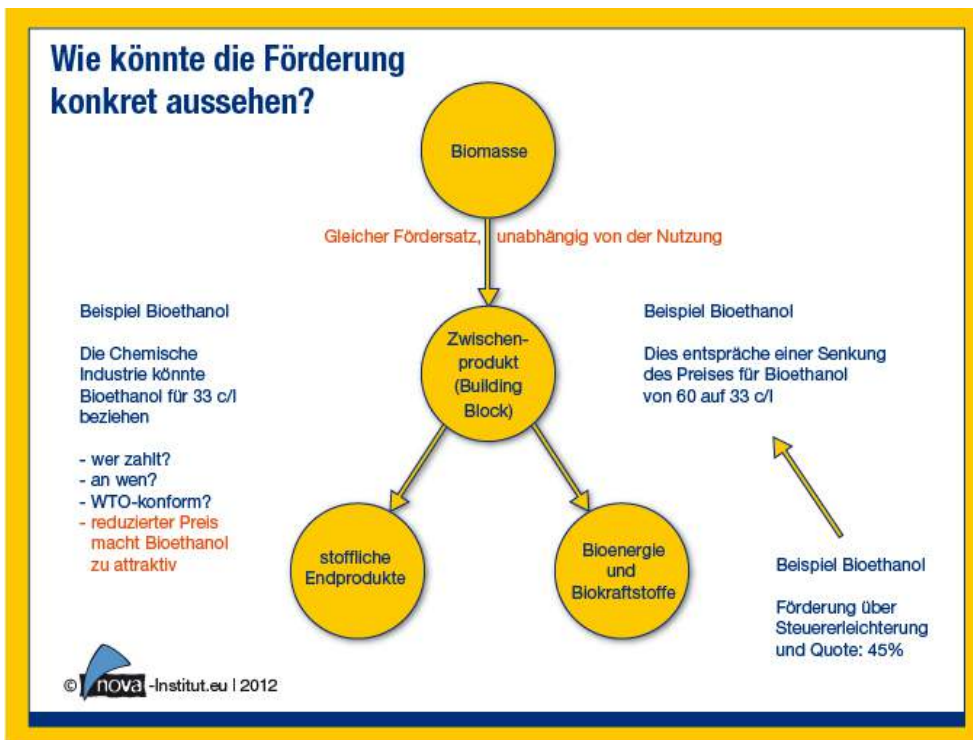 Wie könnte die Förderung
konkret aussehen?
Biomasse
Gleicher Fördersatz, unabhängig von der Nutzung
Beispiel Bioethanol
Die Chemische
Industrie könnte
Bioethanol für 33 c/l
beziehen
- wer zahlt?
- an wen?
- WTO-konform?
- reduzierter Preis
macht Bioethanol
zu attraktiv
Zwischen-
produkt
(Building
Block)
Beispiel Bioethanol
Dies entspräche einer Senkung
des Preises für Bioethanol
von 60 auf 33 c/l
stoffliche
Endprodukte
Bioenergie
und
Biokraftstoffe
Beispiel Bioethanol
Förderung über
Steuererleichterung
und Quote: 45%
© nova-Institut.eu | 2012